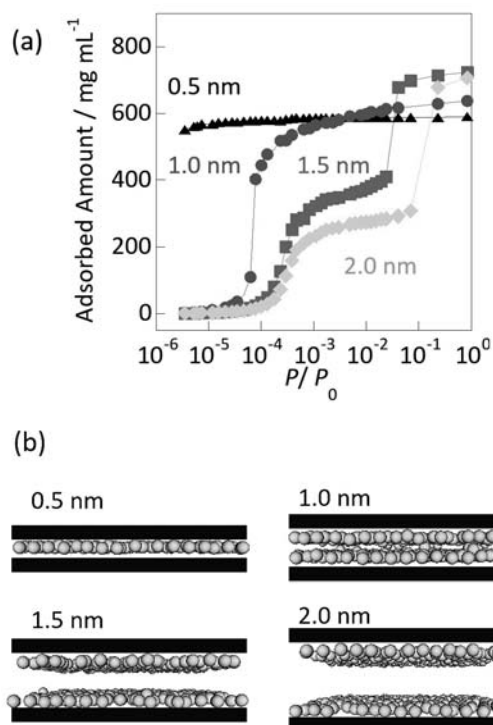 (a)
800
600
400
200
0
Adsorbed Amount / mg mL⁻¹
0.5 nm
1.0 nm
1.5 nm
2.0 nm
10⁻⁶ 10⁻⁵ 10⁻⁴ 10⁻³ 10⁻² 10⁻¹ 10⁰
P/ P₀
(b)
0.5 nm
1.0 nm
1.5 nm
2.0 nm